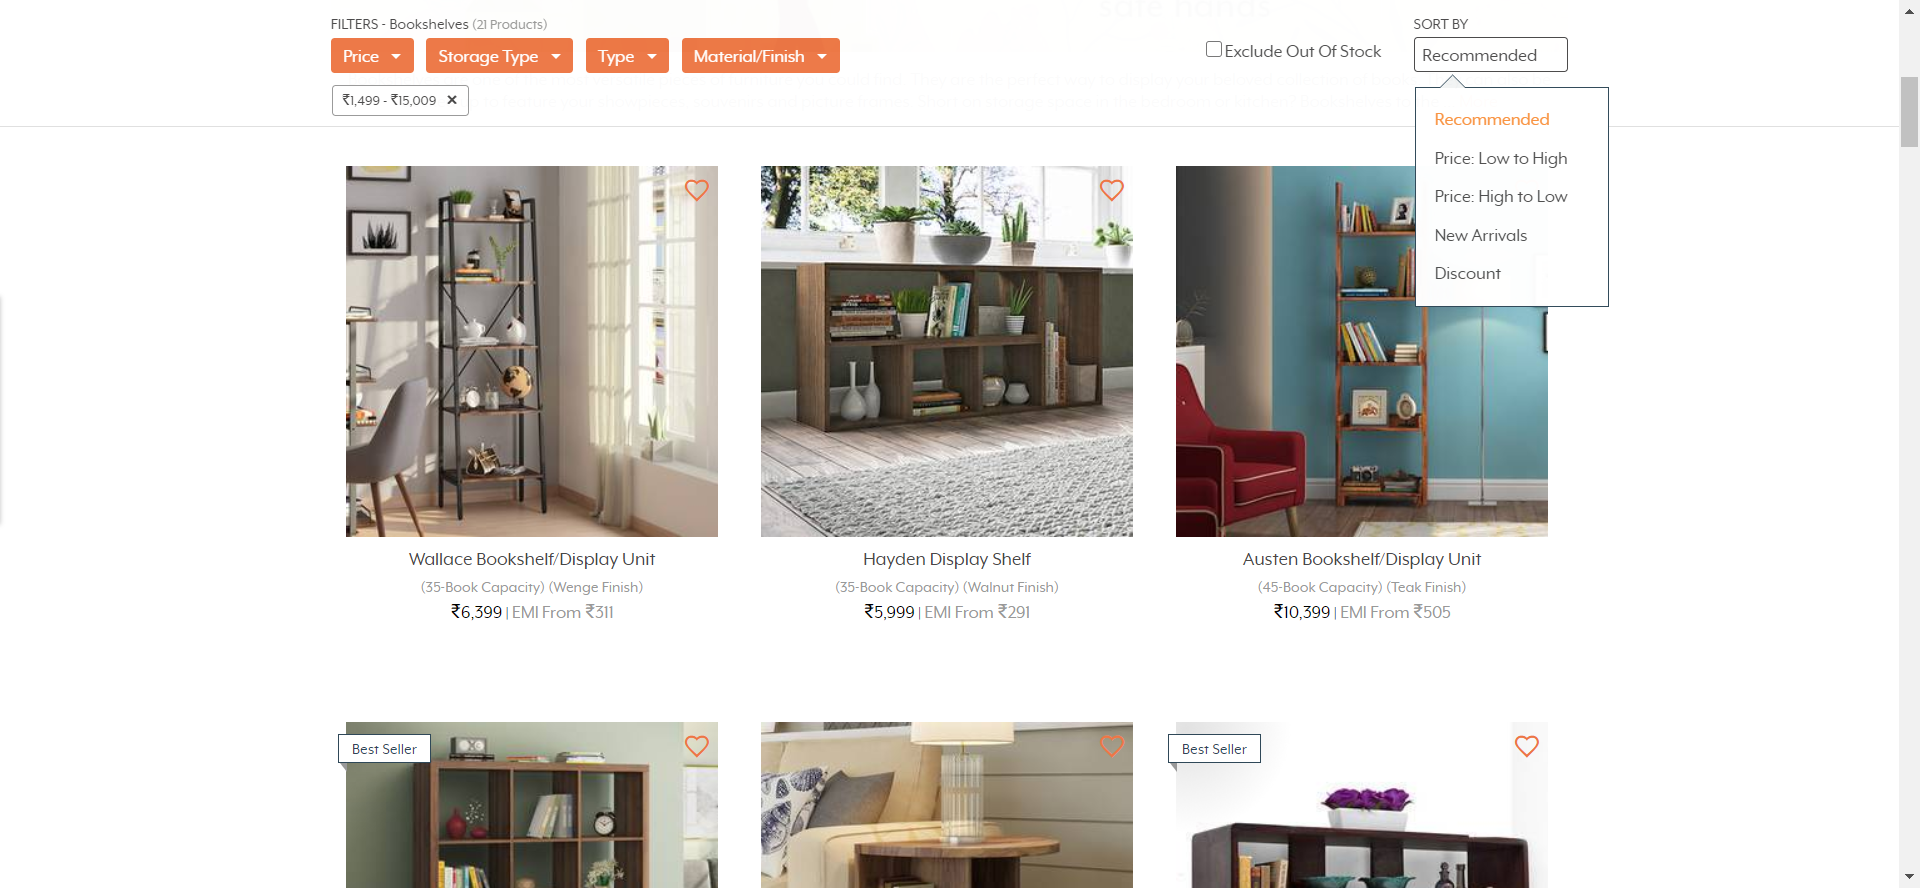 FILTERS - Bookshelves (21 Products)
SORT BY
Price
Storage Type
Type
Material/Finish
Exclude Out Of Stock
Recommended
₹1,499 - ₹15,009 ✕
Recommended
Price: Low to High
Price: High to Low
New Arrivals
Discount
Wallace Bookshelf/Display Unit
(35-Book Capacity) (Wenge Finish)
₹6,399 | EMI From ₹311
Hayden Display Shelf
(35-Book Capacity) (Walnut Finish)
₹5,999 | EMI From ₹291
Austen Bookshelf/Display Unit
(45-Book Capacity) (Teak Finish)
₹10,399 | EMI From ₹505
Best Seller
Best Seller